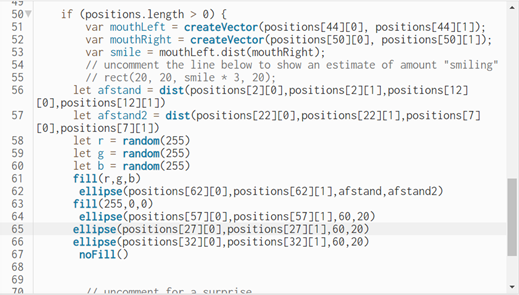 49
50 if (positions.length > 0) {
51 var mouthLeft = createVector(positions[44][0], positions[44][1]);
52 var mouthRight = createVector(positions[50][0], positions[50][1]);
53 var smile = mouthLeft.dist(mouthRight);
54 // uncomment the line below to show an estimate of amount "smiling"
55 // rect(20, 20, smile * 3, 20);
56 let afstand = dist(positions[2][0],positions[2][1],positions[12]
[0],positions[12][1])
57 let afstand2 = dist(positions[22][0],positions[22][1],positions[7]
[0],positions[7][1])
58 let r = random(255)
59 let g = random(255)
60 let b = random(255)
61 fill(r,g,b)
62 ellipse(positions[62][0],positions[62][1],afstand,afstand2)
63 fill(255,0,0)
64 ellipse(positions[57][0],positions[57][1],60,20)
65 ellipse(positions[27][0],positions[27][1],60,20)
66 ellipse(positions[32][0],positions[32][1],60,20)
67 noFill()
68
69
70 // uncomment for a surprise